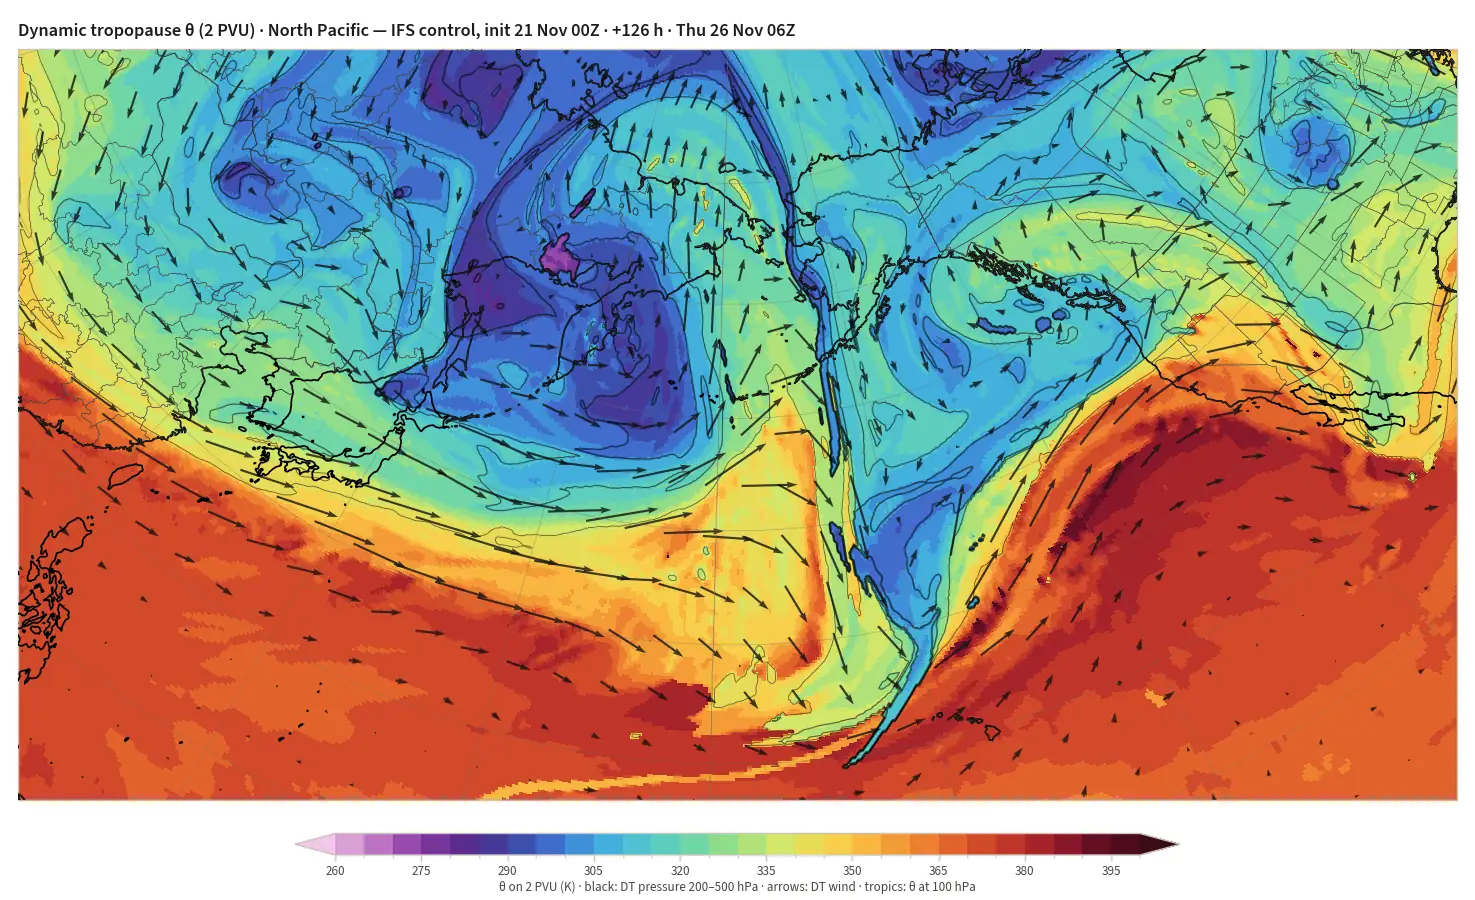 Dynamic tropopause θ (2 PVU) · North Pacific — IFS control, init 21 Nov 00Z · +126 h · Thu 26 Nov 06Z
260 275 290 305 320 335 350 365 380 395
θ on 2 PVU (K) · black: DT pressure 200–500 hPa · arrows: DT wind · tropics: θ at 100 hPa